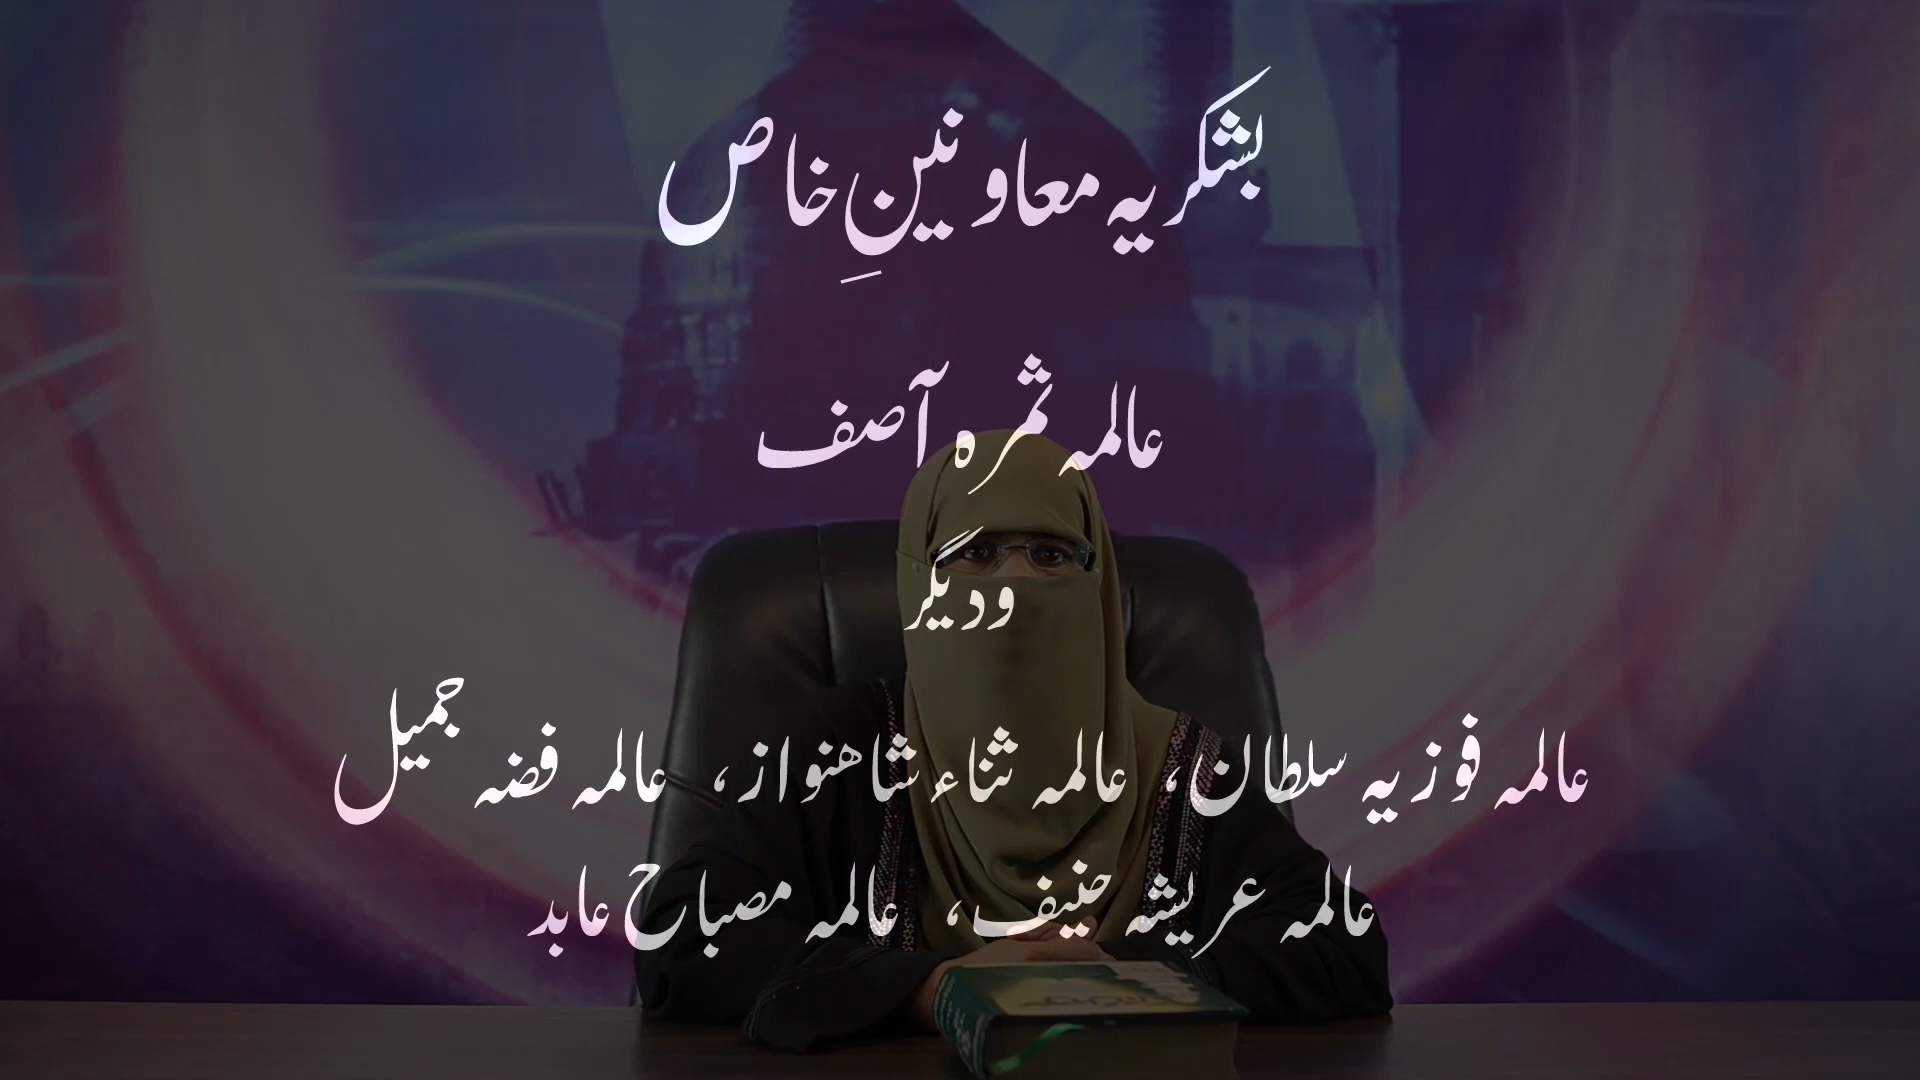 بشکریہ معاونینِ خاص
عالمہ ثمرہ آصف
ودیگر
عالمہ فوزیہ سلطان، عالمہ ثناء شاھنواز، عالمہ فضہ جمیل
عالمہ عریشہ حنیف، عالمہ مصباح عابد